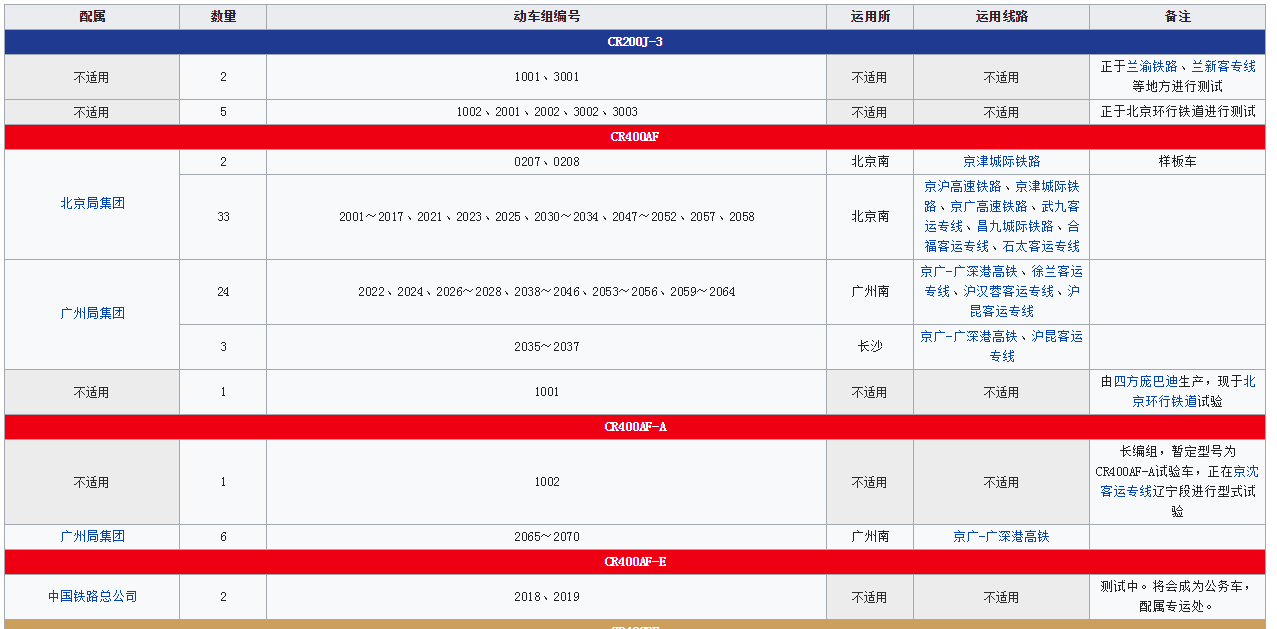 配属 数量 动车组编号 运用所 运用线路 备注
CR200J-3
不适用 2 1001、3001 不适用 不适用 正于兰渝铁路、兰新客专线
等地方进行测试
不适用 5 1002、2001、2002、3002、3003 不适用 不适用 正于北京环行铁道进行测试
CR400AF
北京局集团 2 0207、0208 北京南 京津城际铁路 样板车
33 2001～2017、2021、2023、2025、2030～2034、2047～2052、2057、2058 北京南 京沪高速铁路、京津城际铁
路、京广高速铁路、武九客
运专线、昌九城际铁路、合
福客运专线、石太客运专线
广州局集团 24 2022、2024、2026～2028、2038～2046、2053～2056、2059～2064 广州南 京广-广深港高铁、徐兰客运
专线、沪汉蓉客运专线、沪
昆客运专线
3 2035～2037 长沙 京广-广深港高铁、沪昆客运
专线
不适用 1 1001 不适用 不适用 由四方庞巴迪生产，现于北
京环行铁道试验
CR400AF-A
不适用 1 1002 不适用 不适用 长编组，暂定型号为
CR400AF-A试验车，正在京沈
客运专线辽宁段进行型式试
验
广州局集团 6 2065～2070 广州南 京广-广深港高铁
CR400AF-E
中国铁路总公司 2 2018、2019 不适用 不适用 测试中。将会成为公务车，
配属专运处。